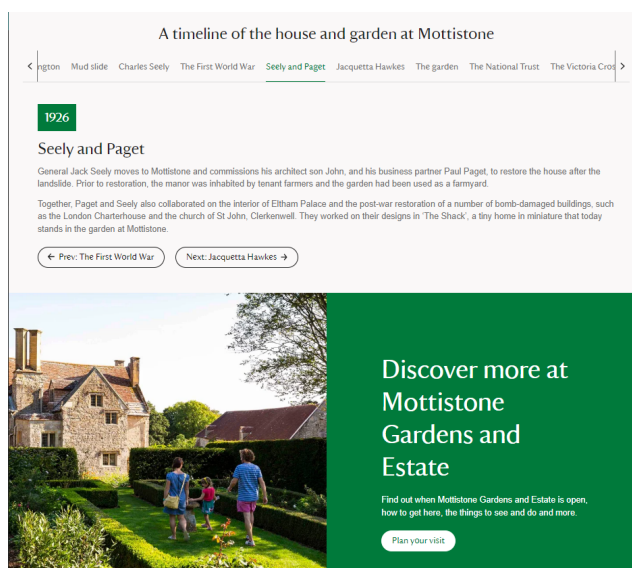 A timeline of the house and garden at Mottistone
ngton Mud slide Charles Seely The First World War Seely and Paget Jacquetta Hawkes The garden The National Trust The Victoria Cros
1926
Seely and Paget
General Jack Seely moves to Mottistone and commissions his architect son John, and his business partner Paul Paget, to restore the house after the
landslide. Prior to restoration, the manor was inhabited by tenant farmers and the garden had been used as a farmyard.
Together, Paget and Seely also collaborated on the interior of Eltham Palace and the post-war restoration of a number of bomb-damaged buildings, such
as the London Charterhouse and the church of St John, Clerkenwell. They worked on their designs in 'The Shack', a tiny home in miniature that today
stands in the garden at Mottistone.
← Prev: The First World War Next: Jacquetta Hawkes →
Discover more at
Mottistone
Gardens and
Estate
Find out when Mottistone Gardens and Estate is open,
how to get here, the things to see and do and more.
Plan your visit